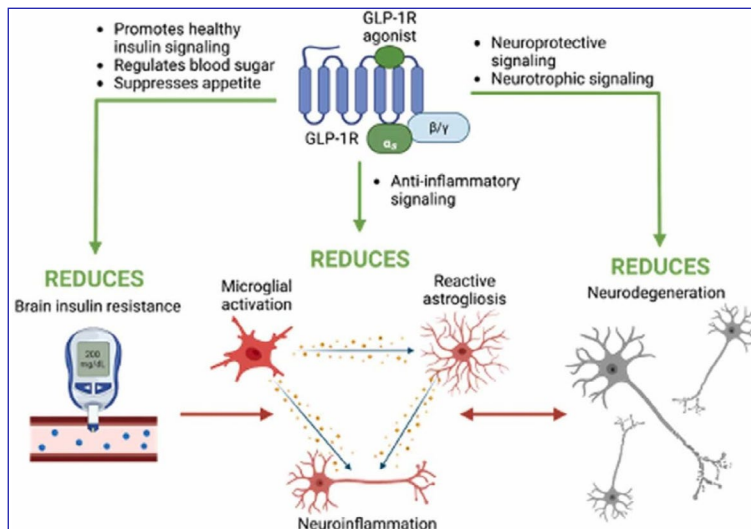 • Promotes healthy
insulin signaling
• Regulates blood sugar
• Suppresses appetite
GLP-1R
agonist
• Neuroprotective
signaling
• Neurotrophic signaling
GLP-1R
αs
β/γ
• Anti-inflammatory
signaling
REDUCES
Brain insulin resistance
200
mg/dL
REDUCES
Microglial
activation
Reactive
astrogliosis
REDUCES
Neurodegeneration
Neuroinflammation